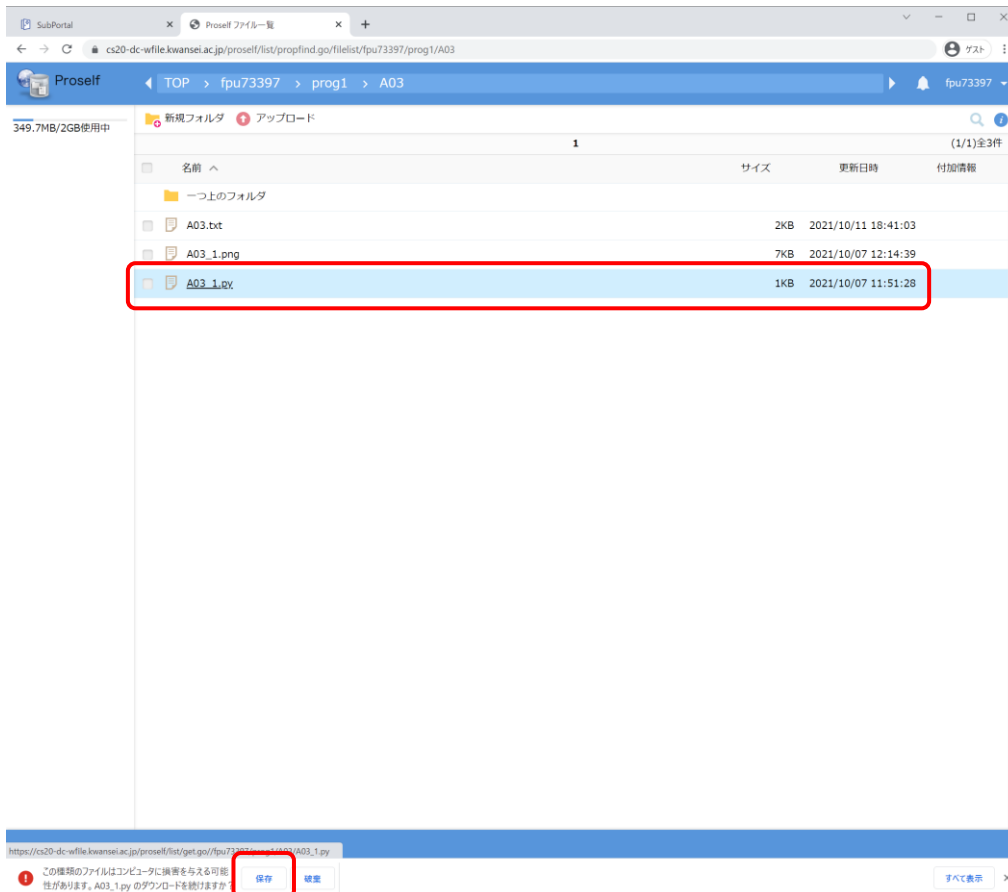 SubPortal
Proself ファイル一覧
cs20-dc-wfile.kwansei.ac.jp/proself/list/propfind.go/filelist/fpu73397/prog1/A03
ゲスト
Proself
TOP > fpu73397 > prog1 > A03
fpu73397
349.7MB/2GB使用中
新規フォルダ アップロード
1 (1/1)全3件
名前 サイズ 更新日時 付加情報
一つ上のフォルダ
A03.txt 2KB 2021/10/11 18:41:03
A03_1.png 7KB 2021/10/07 12:14:39
A03_1.py 1KB 2021/10/07 11:51:28
https://cs20-dc-wfile.kwansei.ac.jp/proself/list/get.go//fpu73397/prog1/A03/A03_1.py
この種類のファイルはコンピュータに損害を与える可能
性があります。A03_1.py のダウンロードを続けますか?
保存 破棄 すべて表示